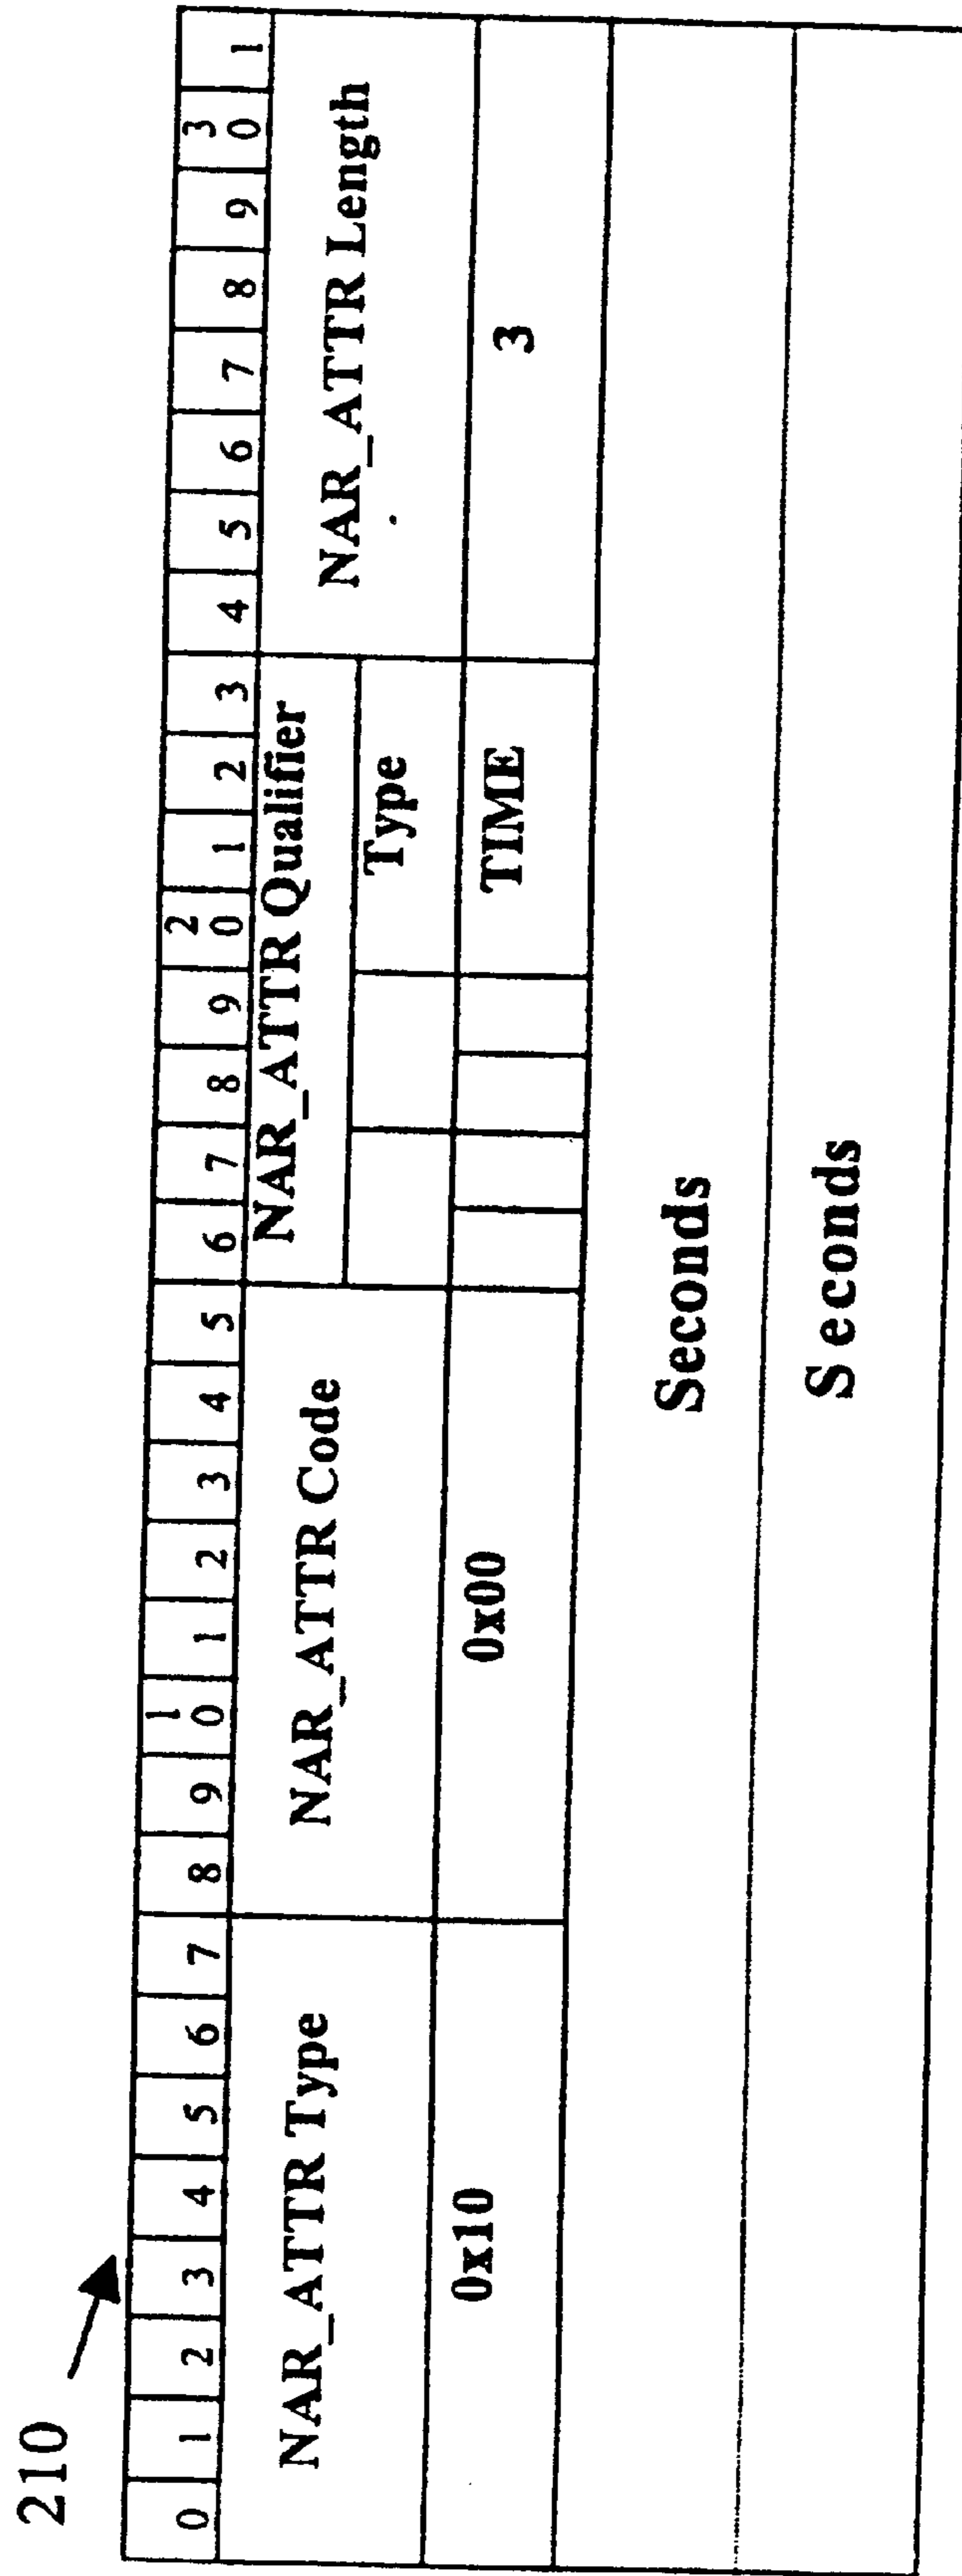 210
0 1 2 3 4 5 6 7 8 9 10 1 2 3 4 5 6 7 8 9 20 1 2 3 4 5 6 7 8 9 30 1
NAR_ATTR Type NAR_ATTR Code NAR_ATTR Qualifier NAR_ATTR Length
Type
0x10 0x00 TIME 3
Seconds
Seconds